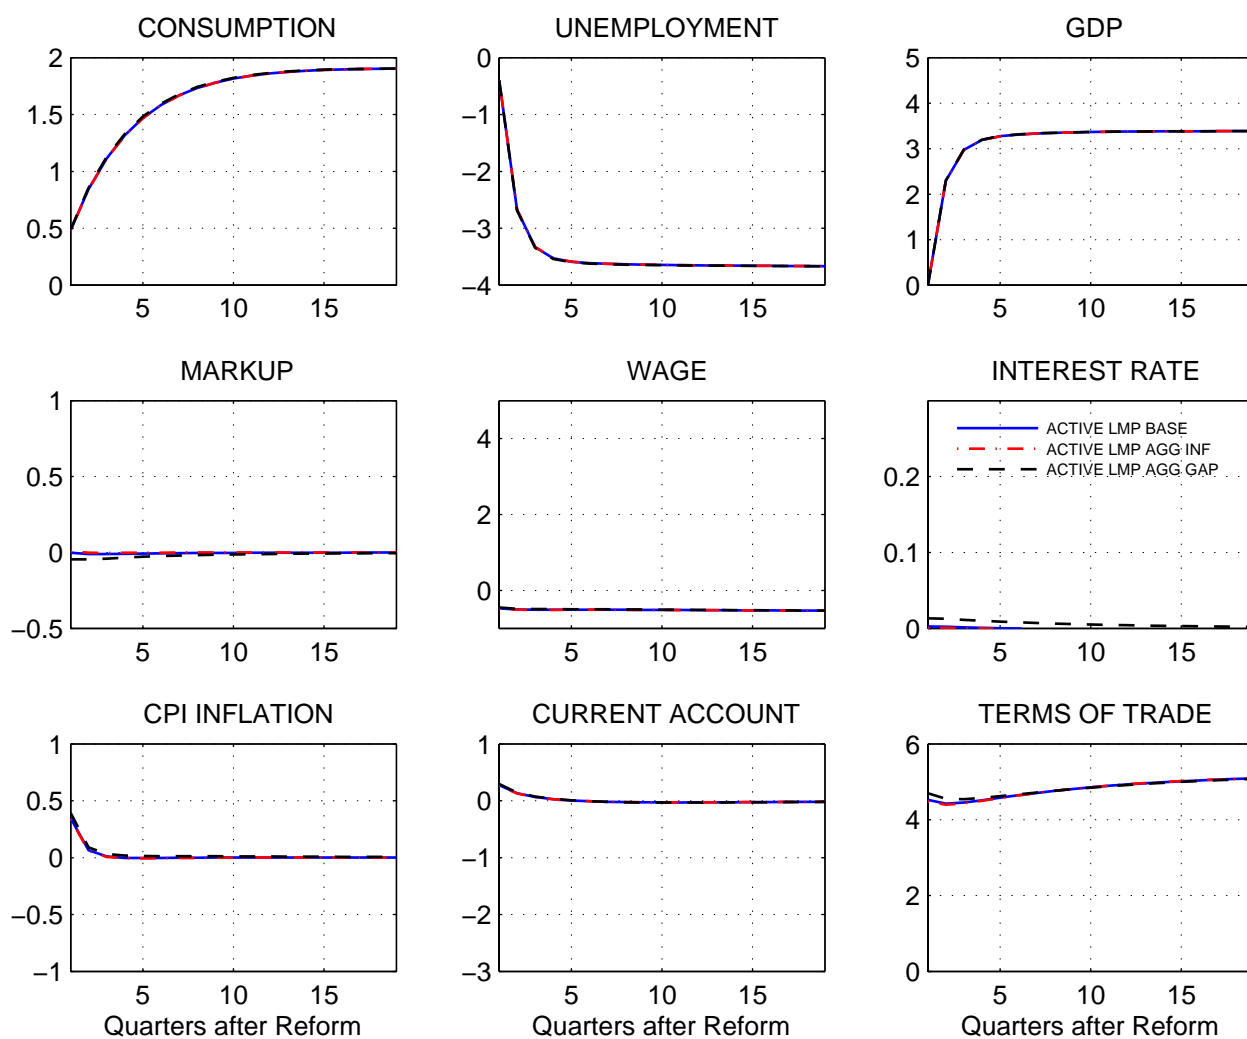 CONSUMPTION
2
1.5
1
0.5
0
5 10 15
UNEMPLOYMENT
0
−1
−2
−3
−4
5 10 15
GDP
5
4
3
2
1
0
5 10 15
MARKUP
1
0.5
0
−0.5
5 10 15
WAGE
4
2
0
5 10 15
INTEREST RATE
ACTIVE LMP BASE
ACTIVE LMP AGG INF
ACTIVE LMP AGG GAP
0.2
0.1
0
5 10 15
CPI INFLATION
1
0.5
0
−0.5
−1
5 10 15
Quarters after Reform
CURRENT ACCOUNT
1
0
−1
−2
−3
5 10 15
Quarters after Reform
TERMS OF TRADE
6
4
2
0
5 10 15
Quarters after Reform